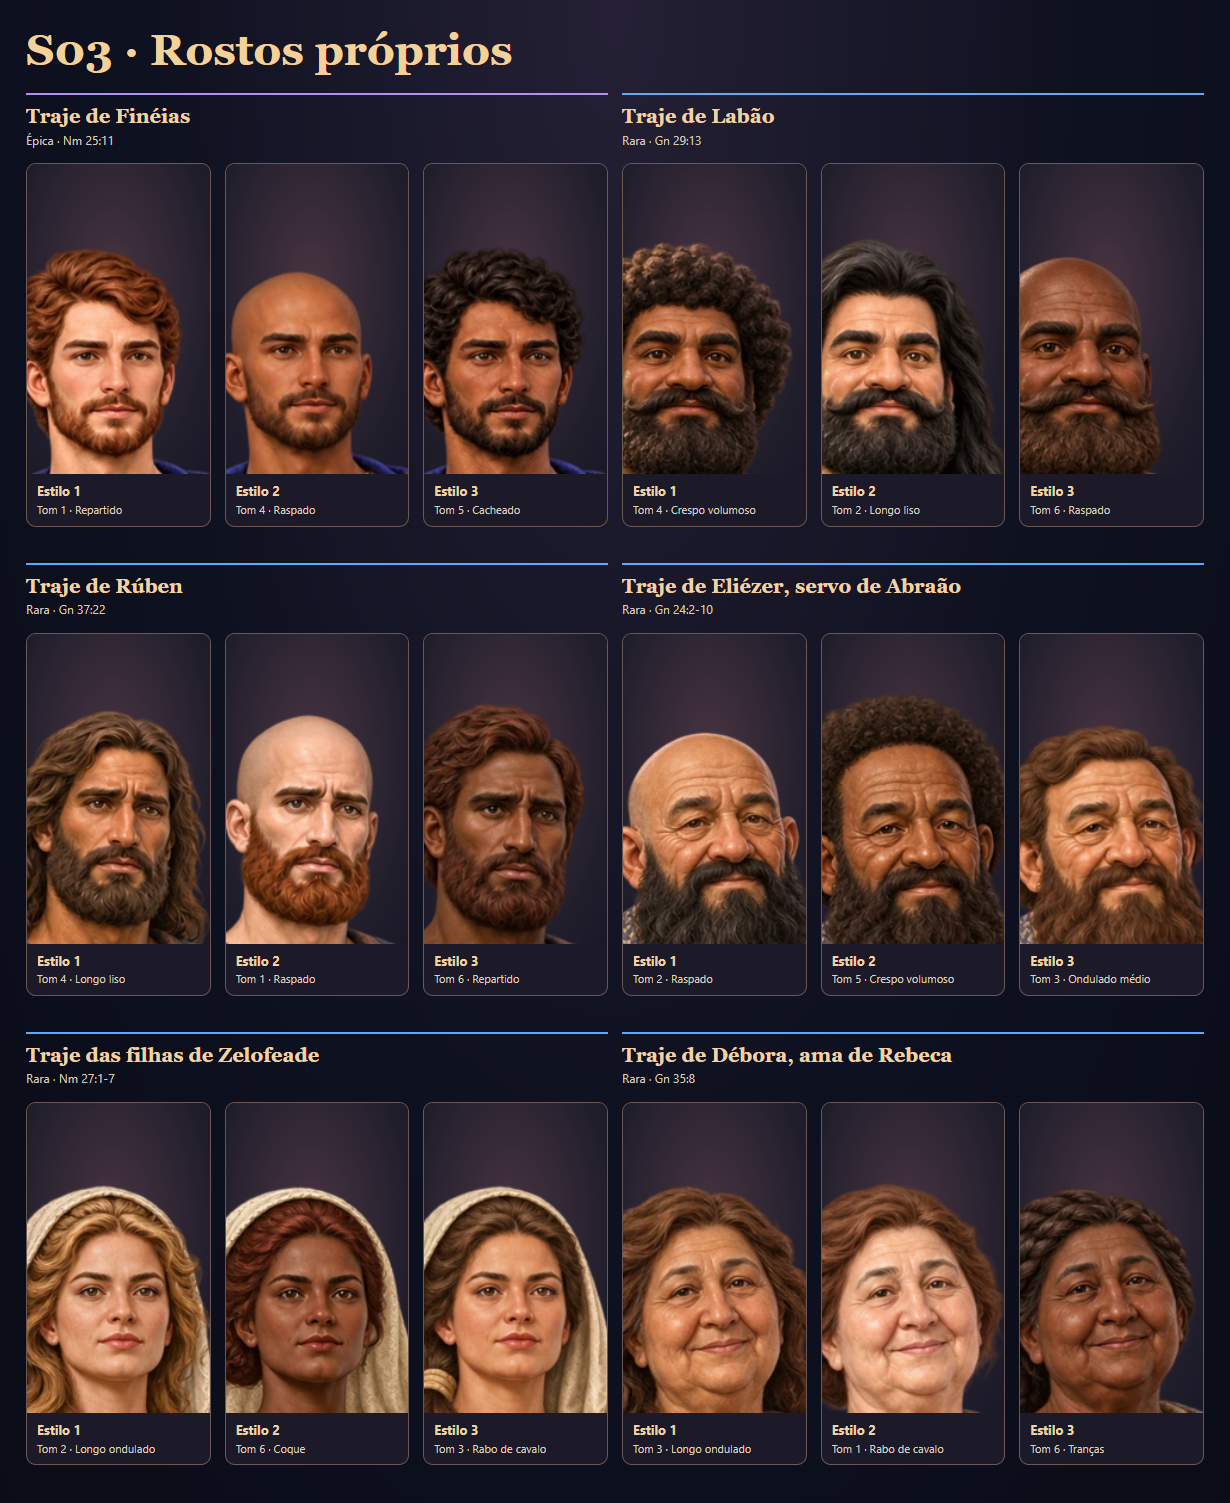 S03 · Rostos próprios
Traje de Finéias
Épica · Nm 25:11
Estilo 1
Tom 1 · Repartido
Estilo 2
Tom 4 · Raspado
Estilo 3
Tom 5 · Cacheado
Traje de Labão
Rara · Gn 29:13
Estilo 1
Tom 4 · Crespo volumoso
Estilo 2
Tom 2 · Longo liso
Estilo 3
Tom 6 · Raspado
Traje de Rúben
Rara · Gn 37:22
Estilo 1
Tom 4 · Longo liso
Estilo 2
Tom 1 · Raspado
Estilo 3
Tom 6 · Repartido
Traje de Eliézer, servo de Abraão
Rara · Gn 24:2-10
Estilo 1
Tom 2 · Raspado
Estilo 2
Tom 5 · Crespo volumoso
Estilo 3
Tom 3 · Ondulado médio
Traje das filhas de Zelofeade
Rara · Nm 27:1-7
Estilo 1
Tom 2 · Longo ondulado
Estilo 2
Tom 6 · Coque
Estilo 3
Tom 3 · Rabo de cavalo
Traje de Débora, ama de Rebeca
Rara · Gn 35:8
Estilo 1
Tom 3 · Longo ondulado
Estilo 2
Tom 1 · Rabo de cavalo
Estilo 3
Tom 6 · Tranças